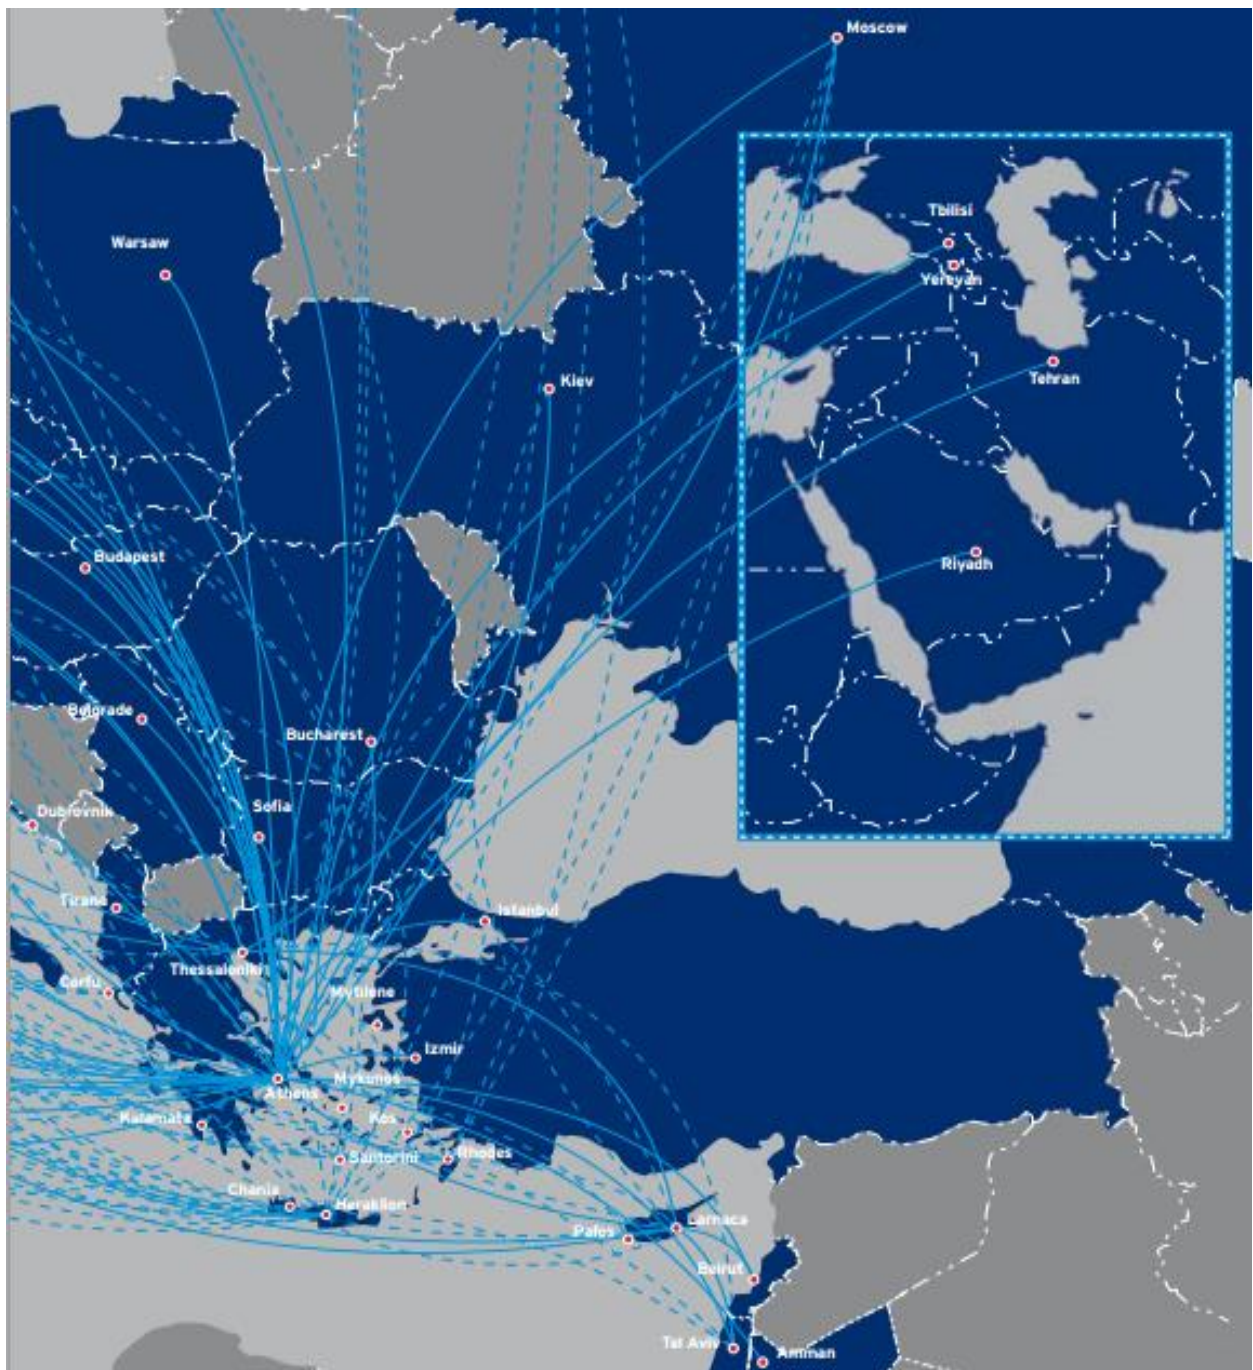 Moscow
Tbilisi
Warsaw
Yerevan
Kiev
Tehran
Budapest
Riyadh
Belgrade
Bucharest
Sofia
Dubrovnik
Tirana
Istanbul
Thessaloniki
Corfu
Mytilene
Izmir
Mykonos
Athens
Kalamata
Kos
Santorini
Rhodes
Chania
Heraklion
Larnaca
Pafos
Beirut
Tel Aviv
Amman